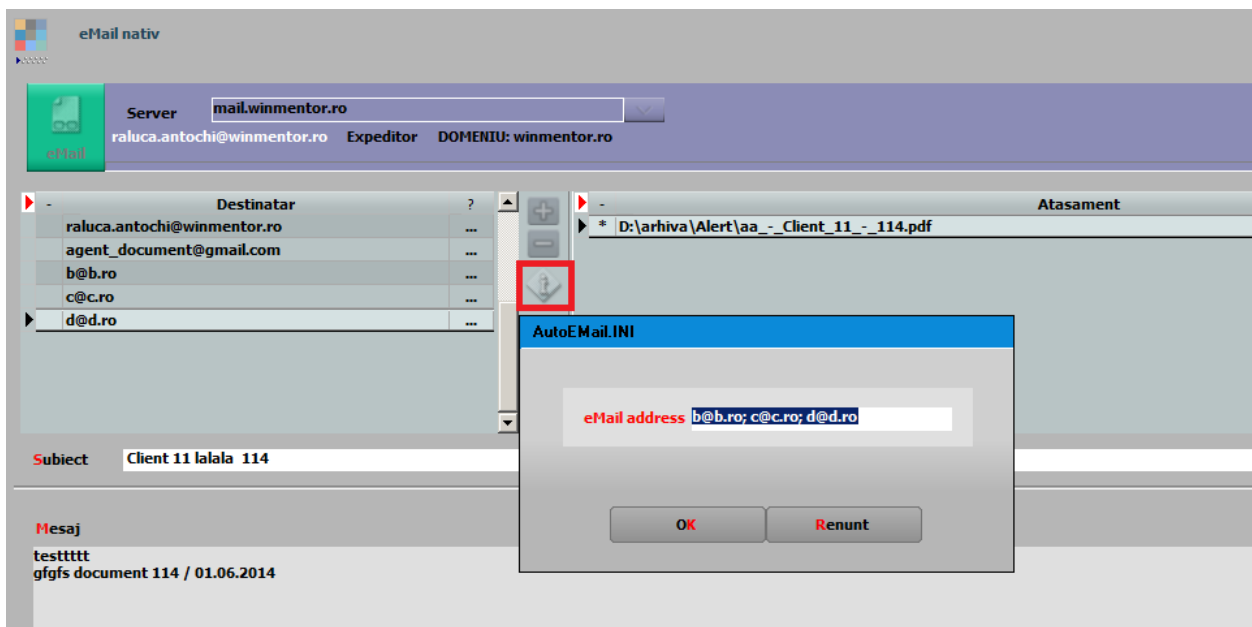 eMail nativ
Server mail.winmentor.ro
raluca.antochi@winmentor.ro Expeditor DOMENIU: winmentor.ro
eMail
- Destinatar ?
raluca.antochi@winmentor.ro ...
agent_document@gmail.com ...
b@b.ro ...
c@c.ro ...
d@d.ro ...
- Atasament
* D:\arhiva\Alert\aa_-_Client_11_-_114.pdf
AutoEMail.INI
eMail address b@b.ro; c@c.ro; d@d.ro
OK Renunt
Subiect Client 11 lalala 114
Mesaj
testtttt
gfgfs document 114 / 01.06.2014